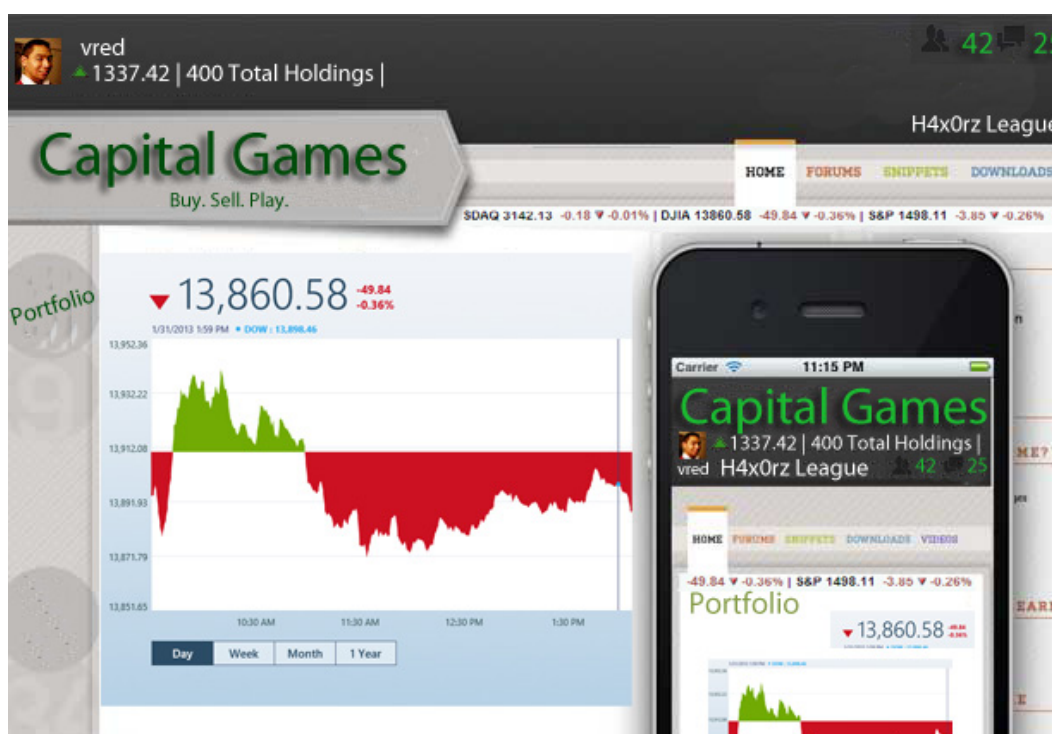 vred
1337.42 | 400 Total Holdings |
42
H4x0rz League
Capital Games
Buy. Sell. Play.
HOME FORUMS SNIPPETS DOWNLOADS
SDAQ 3142.13 -0.18 ▼ -0.01% | DJIA 13860.58 -49.84 ▼ -0.36% | S&P 1498.11 -3.85 ▼ -0.26%
Portfolio
13,860.58 -49.84
-0.36%
1/31/2013 1:59 PM • DOW : 13,898.46
13,952.36
13,932.22
13,912.08
13,891.93
13,871.79
13,851.65
10:30 AM 11:30 AM 12:30 PM 1:30 PM
Day Week Month 1 Year
Carrier 11:15 PM
Capital Games
1337.42 | 400 Total Holdings |
vred H4x0rz League 42 25
HOME FORUMS SNIPPETS DOWNLOADS VIDEOS
-49.84 ▼ -0.36% | S&P 1498.11 -3.85 ▼ -0.26%
Portfolio
13,860.58
ME?
EAR